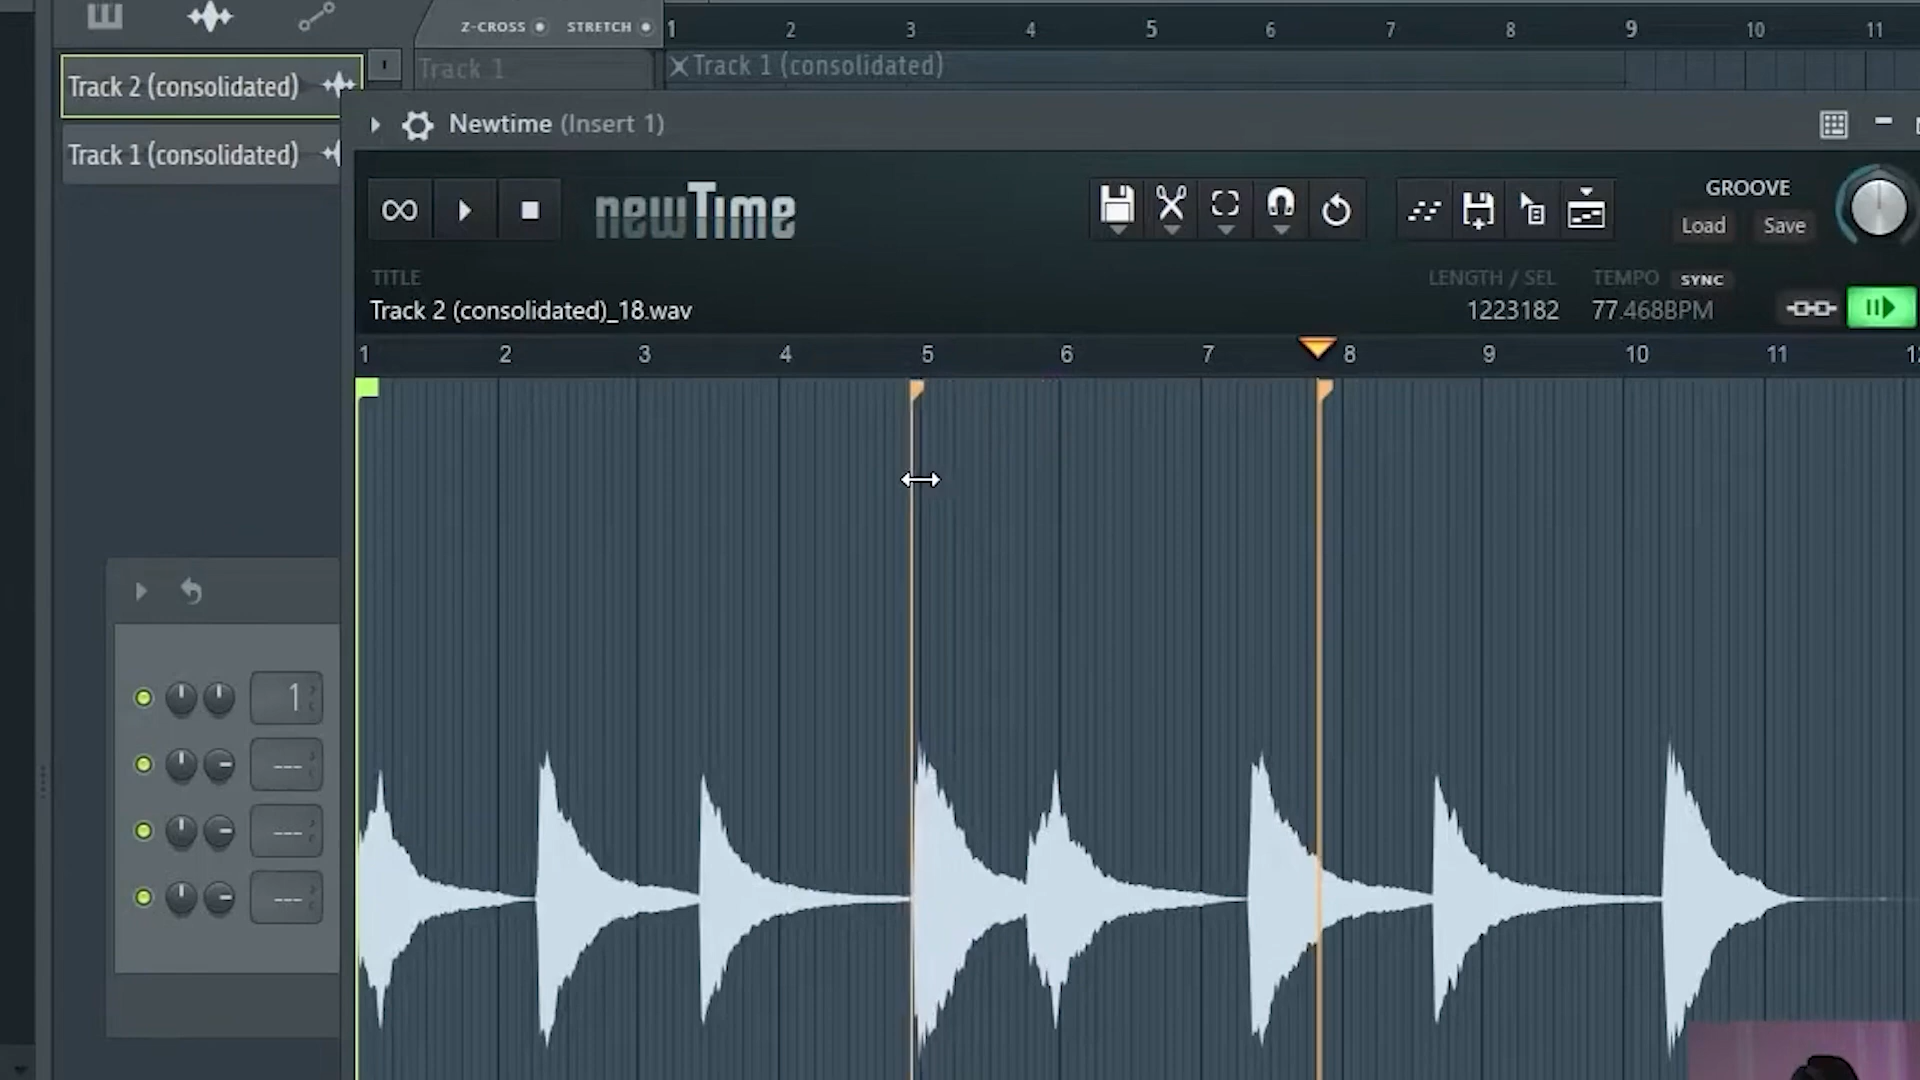 Z-CROSS STRETCH
1 2 3 4 5 6 7 8 9 10 11
Track 2 (consolidated)
Track 1
Track 1 (consolidated)
Track 1 (consolidated)
Newtime (Insert 1)
newTime
GROOVE
Load Save
TITLE
LENGTH / SEL TEMPO SYNC
Track 2 (consolidated)_18.wav
1223182 77.468BPM
1 2 3 4 5 6 7 8 9 10 11
1
---
---
---